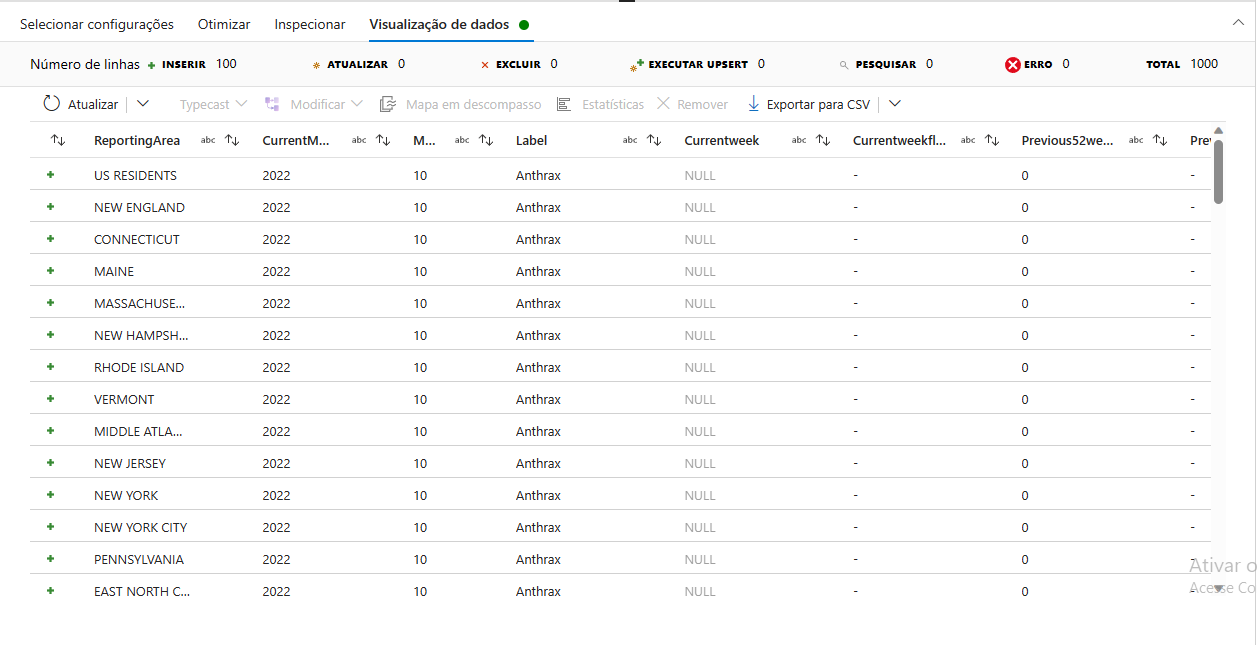 Selecionar configurações Otimizar Inspecionar Visualização de dados
Número de linhas INSERIR 100 ATUALIZAR 0 EXCLUIR 0 EXECUTAR UPSERT 0 PESQUISAR 0 ERRO 0 TOTAL 1000
Atualizar Typecast Modificar Mapa em descompasso Estatísticas Remover Exportar para CSV
ReportingArea abc CurrentM... abc M... abc Label abc Currentweek abc Currentweekfl... abc Previous52we... abc Pre
US RESIDENTS 2022 10 Anthrax NULL - 0 -
NEW ENGLAND 2022 10 Anthrax NULL - 0 -
CONNECTICUT 2022 10 Anthrax NULL - 0 -
MAINE 2022 10 Anthrax NULL - 0 -
MASSACHUSE... 2022 10 Anthrax NULL - 0 -
NEW HAMPSH... 2022 10 Anthrax NULL - 0 -
RHODE ISLAND 2022 10 Anthrax NULL - 0 -
VERMONT 2022 10 Anthrax NULL - 0 -
MIDDLE ATLA... 2022 10 Anthrax NULL - 0 -
NEW JERSEY 2022 10 Anthrax NULL - 0 -
NEW YORK 2022 10 Anthrax NULL - 0 -
NEW YORK CITY 2022 10 Anthrax NULL - 0 -
PENNSYLVANIA 2022 10 Anthrax NULL - 0 -
Ativar o
EAST NORTH C... 2022 10 Anthrax NULL - 0 -
Acesse Co